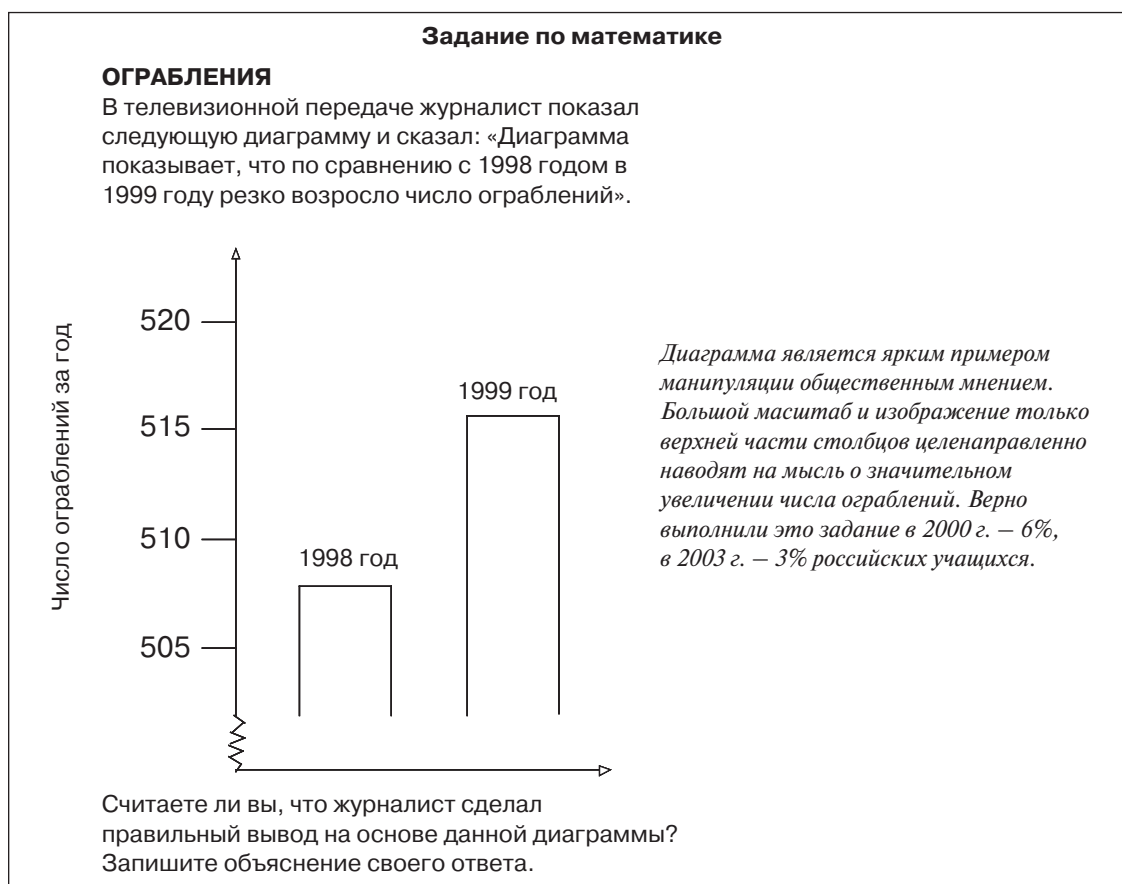 Задание по математике
ОГРАБЛЕНИЯ
В телевизионной передаче журналист показал
следующую диаграмму и сказал: «Диаграмма
показывает, что по сравнению с 1998 годом в
1999 году резко возросло число ограблений».
Число ограблений за год
520
515
510
505
1998 год
1999 год
Диаграмма является ярким примером
манипуляции общественным мнением.
Большой масштаб и изображение только
верхней части столбцов целенаправленно
наводят на мысль о значительном
увеличении числа ограблений. Верно
выполнили это задание в 2000 г. – 6%,
в 2003 г. – 3% российских учащихся.
Считаете ли вы, что журналист сделал
правильный вывод на основе данной диаграммы?
Запишите объяснение своего ответа.